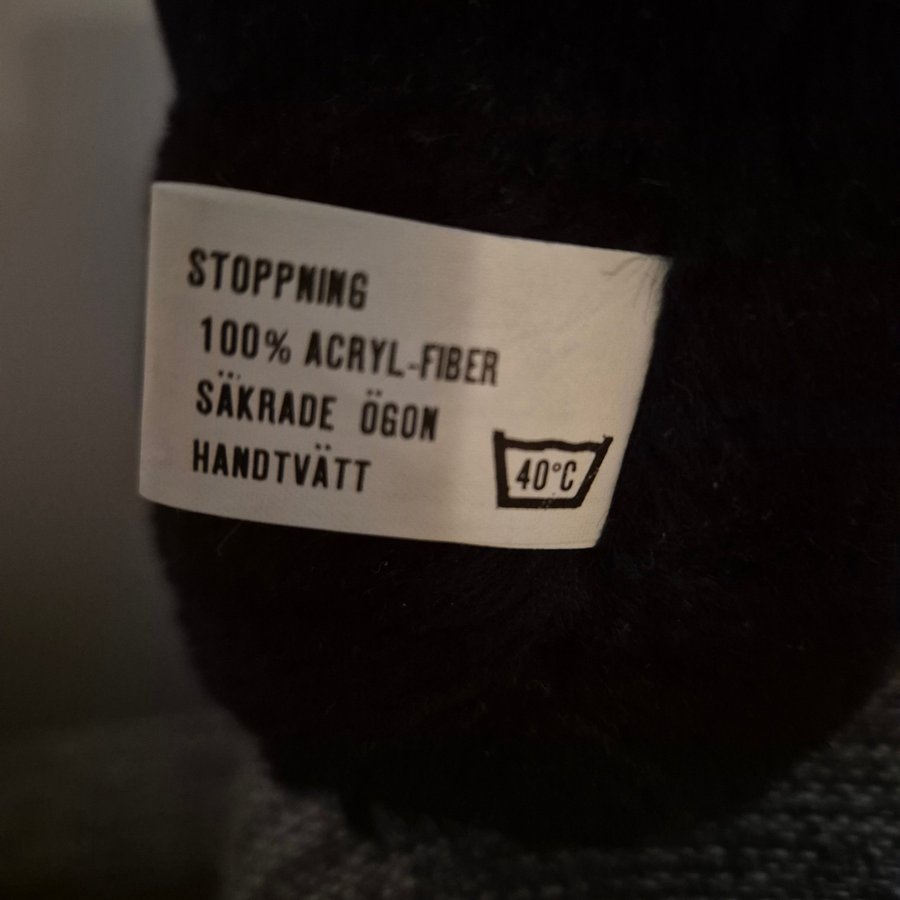 STOPPNING
100% ACRYL-FIBER
SÄKRADE ÖGON
HANDTVÄTT
40°C